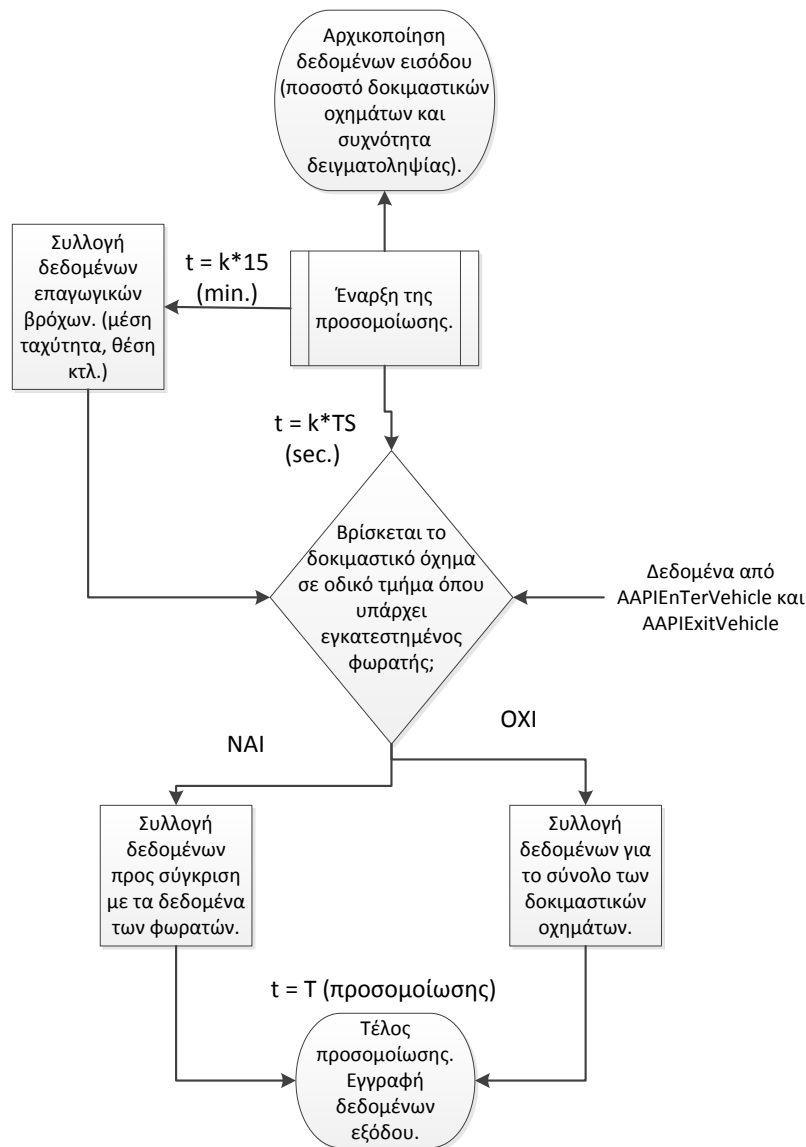 Αρχικοποίηση
δεδομένων εισόδου
(ποσοστό δοκιμαστικών
οχημάτων και
συχνότητα
δειγματοληψίας).
Συλλογή
δεδομένων
επαγωγικών
βρόχων. (μέση
ταχύτητα, θέση
κτλ.)
t = k*15
(min.)
Έναρξη της
προσομοίωσης.
t = k*TS
(sec.)
Βρίσκεται το
δοκιμαστικό όχημα
σε οδικό τμήμα όπου
υπάρχει
εγκατεστημένος
φωρατής;
Δεδομένα από
AAPIEnTerVehicle και
AAPIExitVehicle
ΝΑΙ
ΟΧΙ
Συλλογή
δεδομένων
προς σύγκριση
με τα δεδομένα
των φωρατών.
Συλλογή
δεδομένων για
το σύνολο των
δοκιμαστικών
οχημάτων.
t = T (προσομοίωσης)
Τέλος
προσομοίωσης.
Εγγραφή
δεδομένων
εξόδου.